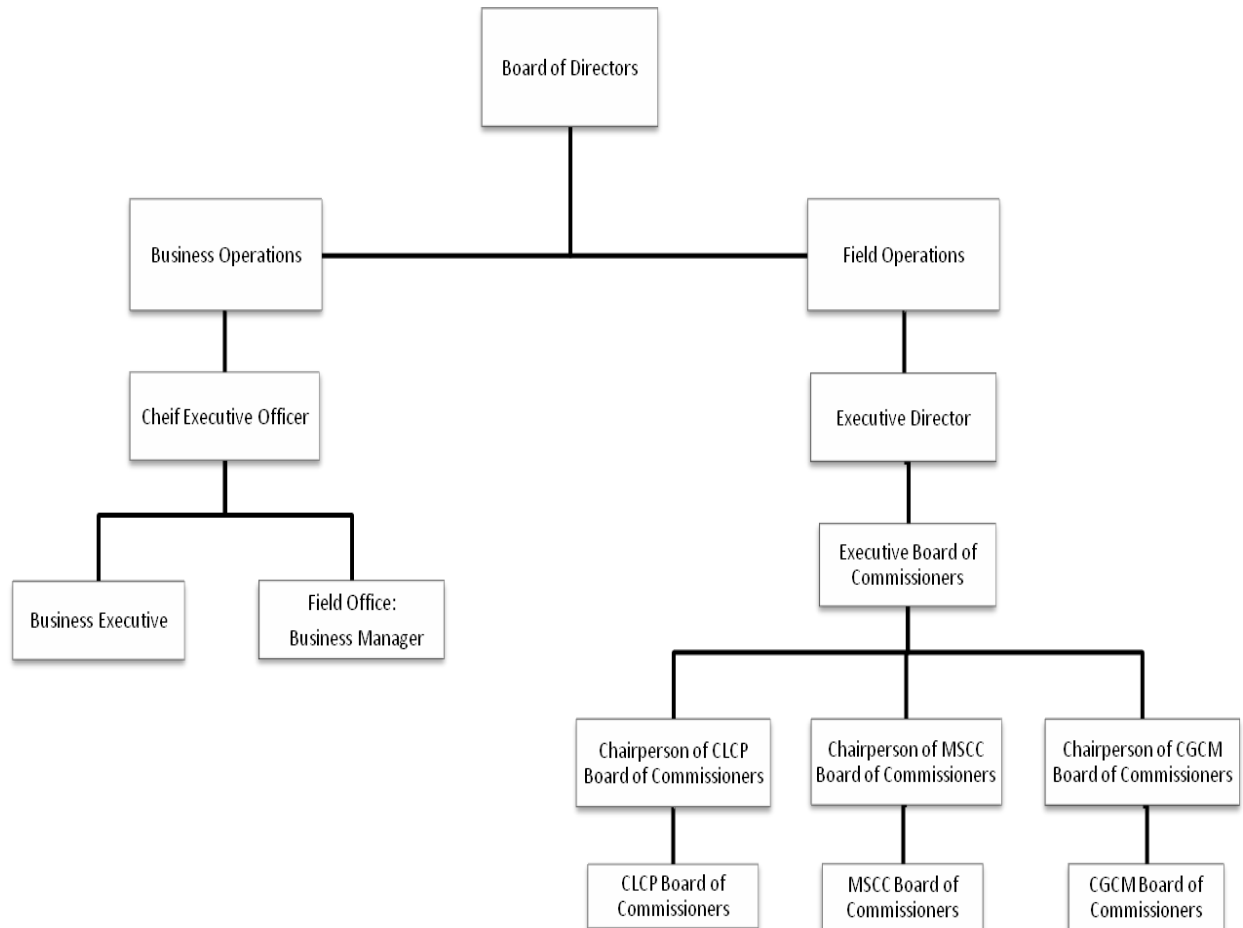 Board of Directors
Business Operations
Field Operations
Cheif Executive Officer
Executive Director
Executive Board of
Commissioners
Business Executive
Field Office:
Business Manager
Chairperson of CLCP
Board of Commissioners
Chairperson of MSCC
Board of Commissioners
Chairperson of CGCM
Board of Commissioners
CLCP Board of
Commissioners
MSCC Board of
Commissioners
CGCM Board of
Commissioners